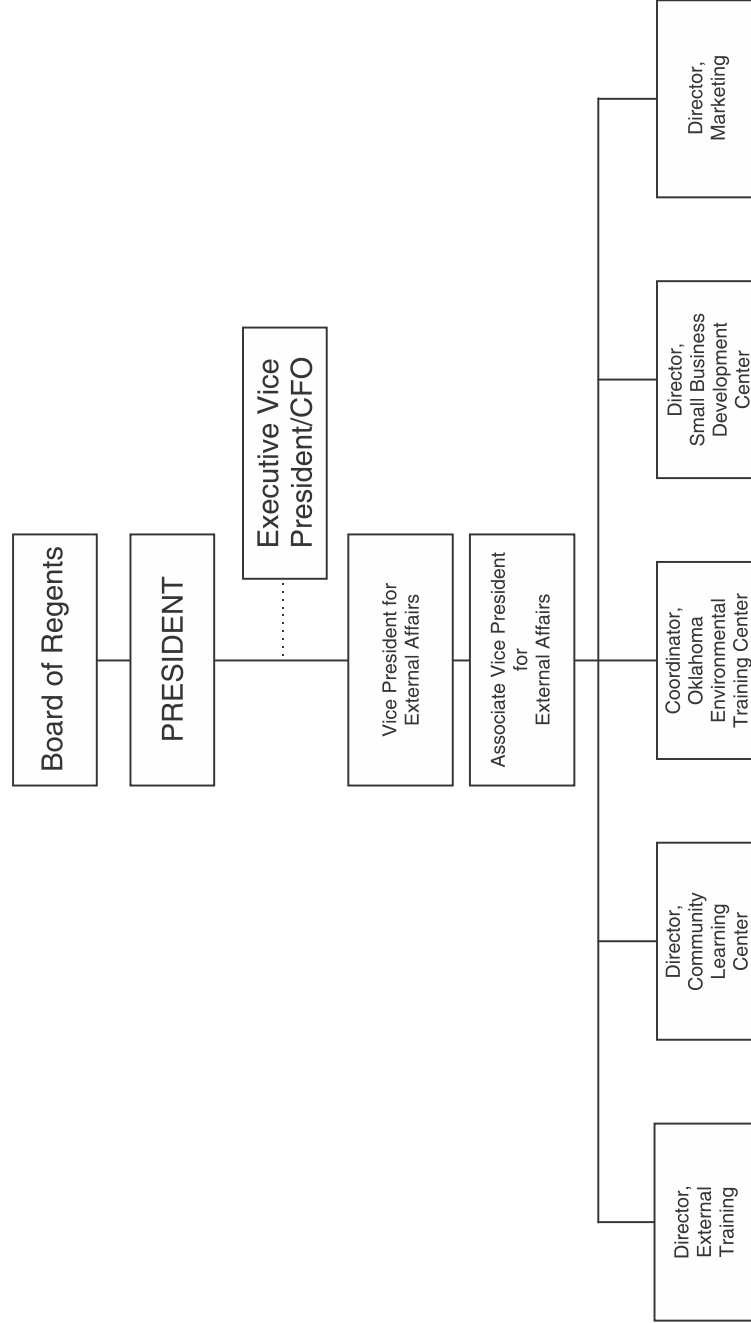 Board of Regents
PRESIDENT
Executive Vice
President/CFO
Vice President for
External Affairs
Associate Vice President
for
External Affairs
Director,
External
Training
Director,
Community
Learning
Center
Coordinator,
Oklahoma
Environmental
Training Center
Director,
Small Business
Development
Center
Director,
Marketing